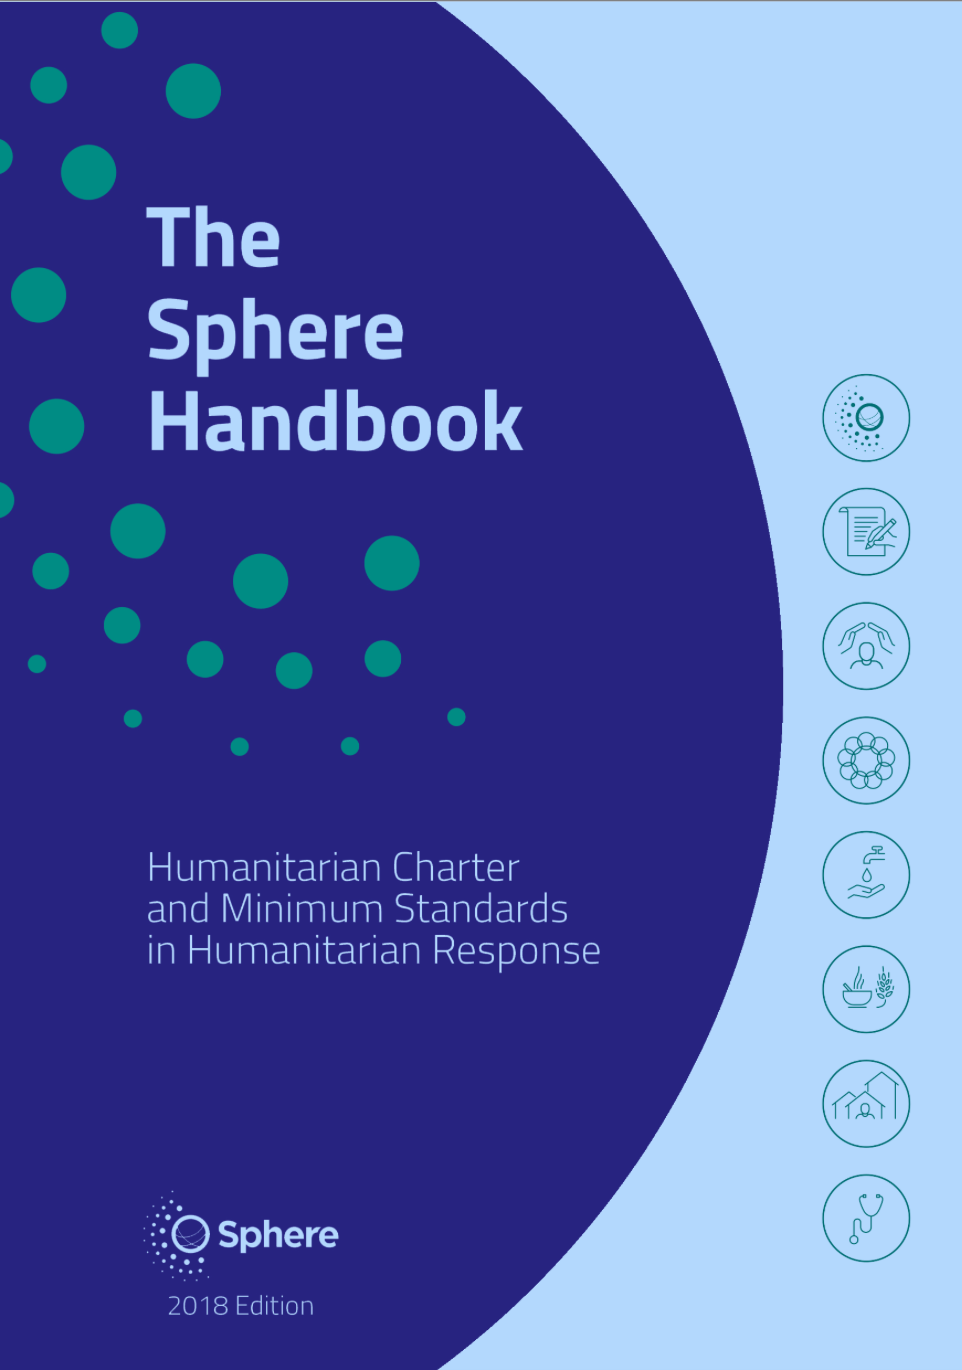 The
Sphere
Handbook
Humanitarian Charter
and Minimum Standards
in Humanitarian Response
Sphere
2018 Edition